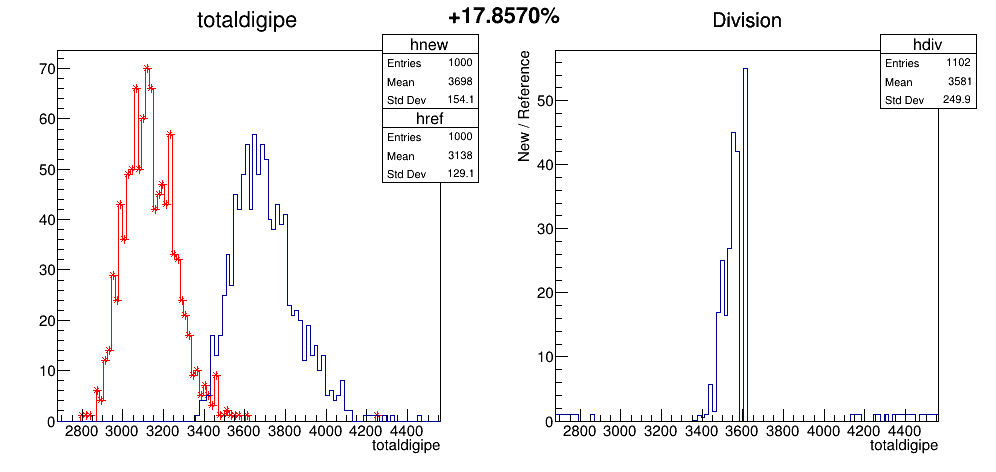 +17.8570%
totaldigipe
hnew
Entries 1000
Mean 3698
Std Dev 154.1
href
Entries 1000
Mean 3138
Std Dev 129.1
70
60
50
40
30
20
10
0
2800 3000 3200 3400 3600 3800 4000 4200 4400
totaldigipe
Division
hdiv
Entries 1102
Mean 3581
Std Dev 249.9
New / Reference
50
40
30
20
10
0
2800 3000 3200 3400 3600 3800 4000 4200 4400
totaldigipe